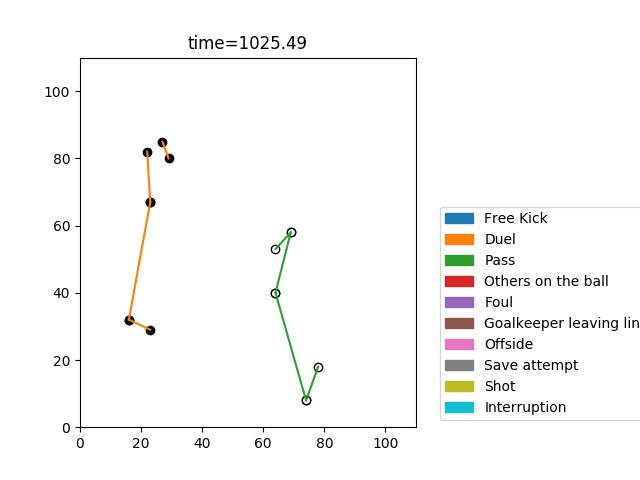 time=1025.49
100
80
60
40
20
0
0 20 40 60 80 100
Free Kick
Duel
Pass
Others on the ball
Foul
Goalkeeper leaving lin
Offside
Save attempt
Shot
Interruption